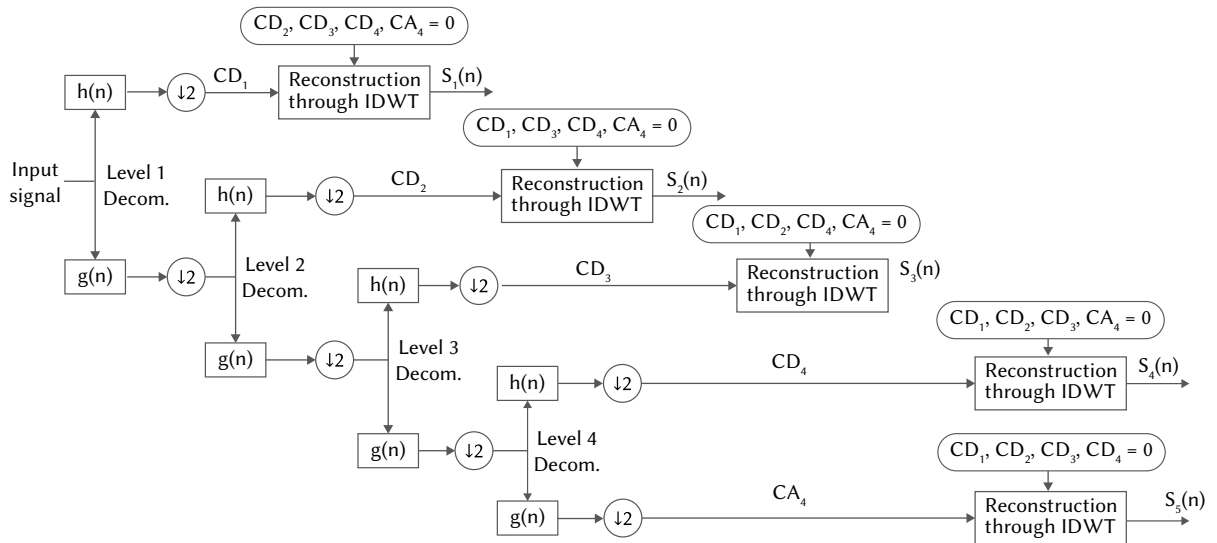 CD₂, CD₃, CD₄, CA₄ = 0
h(n)
↓2
CD₁
Reconstruction
through IDWT
S₁(n)
CD₁, CD₃, CD₄, CA₄ = 0
Input
signal
Level 1
Decom.
h(n)
↓2
CD₂
Reconstruction
through IDWT
S₂(n)
CD₁, CD₂, CD₄, CA₄ = 0
g(n)
↓2
Level 2
Decom.
h(n)
↓2
CD₃
Reconstruction
through IDWT
S₃(n)
CD₁, CD₂, CD₃, CA₄ = 0
g(n)
↓2
Level 3
Decom.
h(n)
↓2
CD₄
Reconstruction
through IDWT
S₄(n)
g(n)
↓2
Level 4
Decom.
CD₁, CD₂, CD₃, CD₄ = 0
g(n)
↓2
CA₄
Reconstruction
through IDWT
S₅(n)